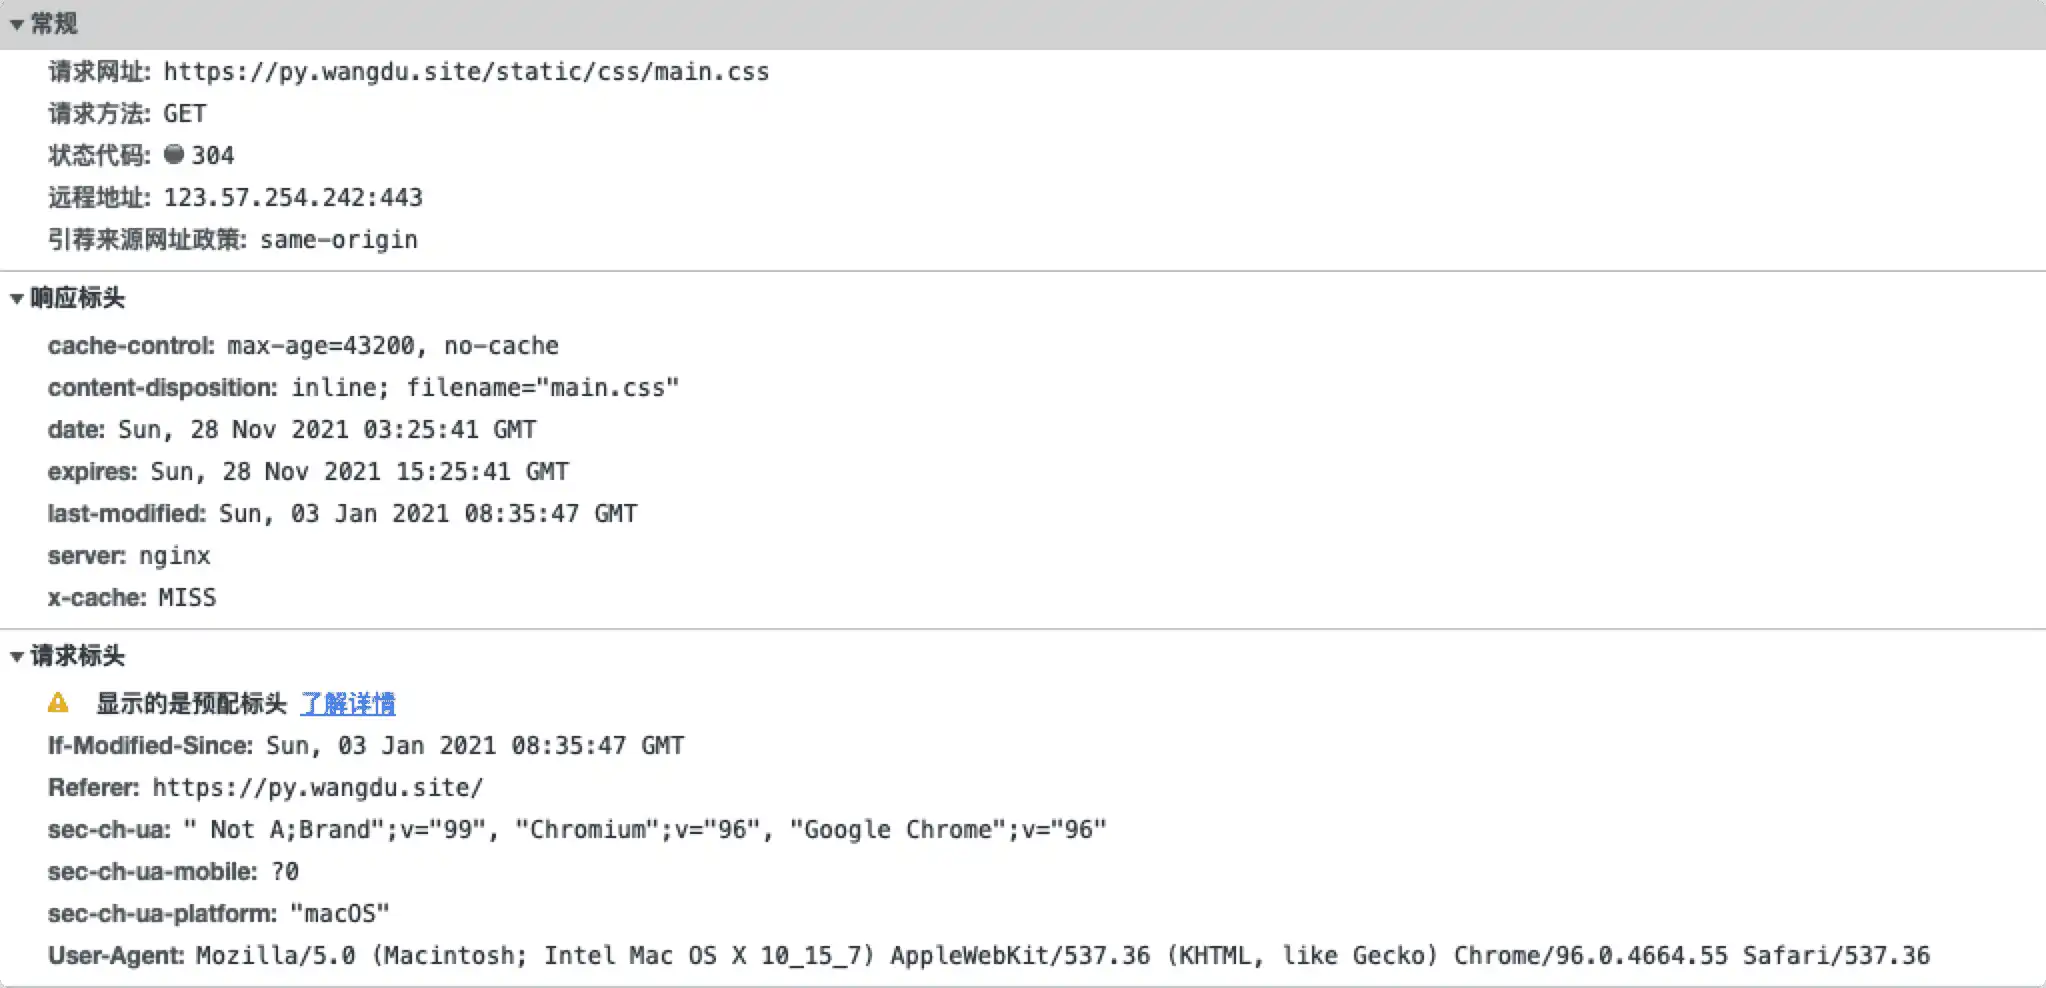 常规
请求网址: https://py.wangdu.site/static/css/main.css
请求方法: GET
状态代码: 304
远程地址: 123.57.254.242:443
引荐来源网址政策: same-origin
响应标头
cache-control: max-age=43200, no-cache
content-disposition: inline; filename="main.css"
date: Sun, 28 Nov 2021 03:25:41 GMT
expires: Sun, 28 Nov 2021 15:25:41 GMT
last-modified: Sun, 03 Jan 2021 08:35:47 GMT
server: nginx
x-cache: MISS
请求标头
显示的是预配标头 了解详情
If-Modified-Since: Sun, 03 Jan 2021 08:35:47 GMT
Referer: https://py.wangdu.site/
sec-ch-ua: " Not A;Brand";v="99", "Chromium";v="96", "Google Chrome";v="96"
sec-ch-ua-mobile: ?0
sec-ch-ua-platform: "macOS"
User-Agent: Mozilla/5.0 (Macintosh; Intel Mac OS X 10_15_7) AppleWebKit/537.36 (KHTML, like Gecko) Chrome/96.0.4664.55 Safari/537.36